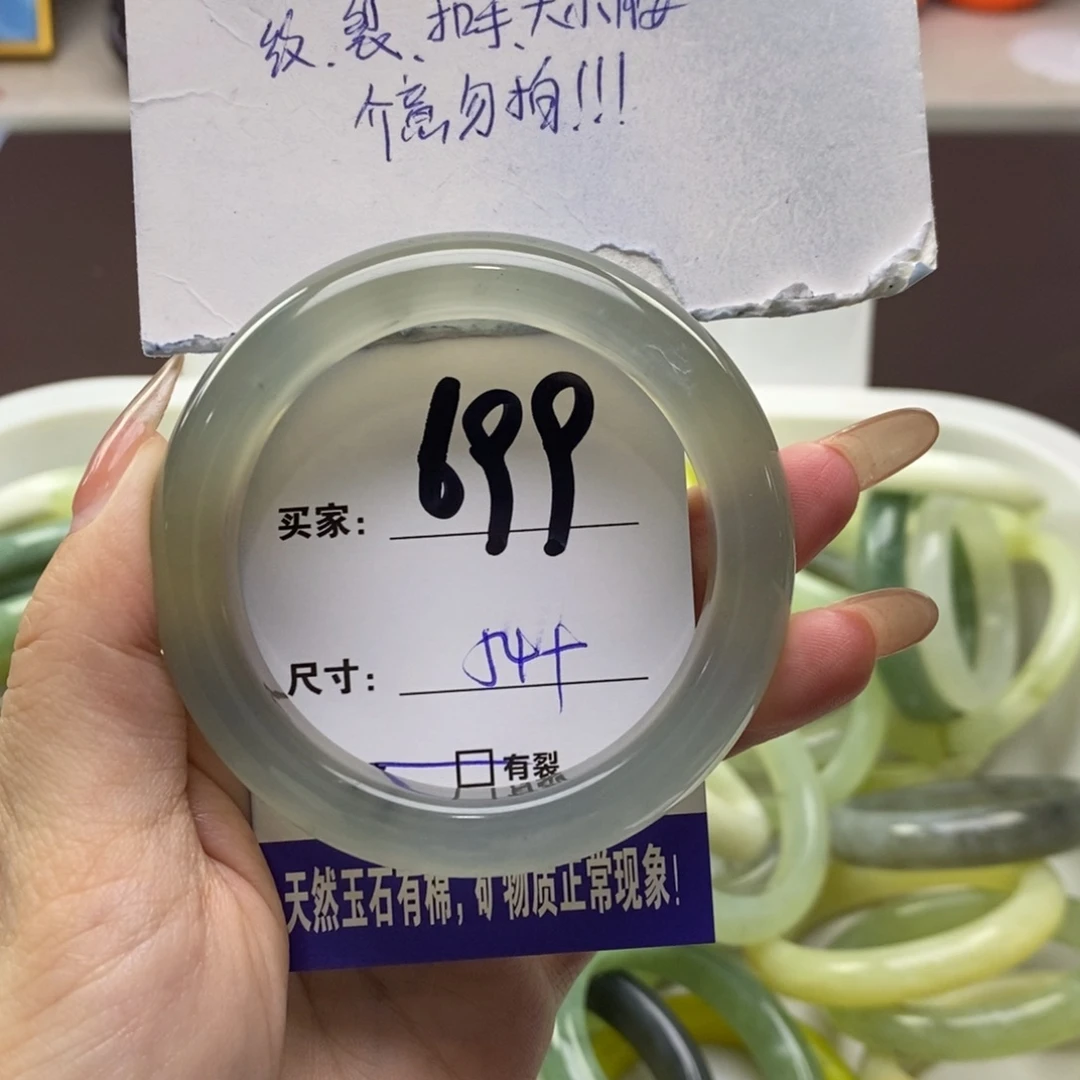 纹、裂、扣手、大小腰
介意勿拍!!!
买家: 699
尺寸: 54+
有裂
天然玉石有棉,矿物质正常现象!